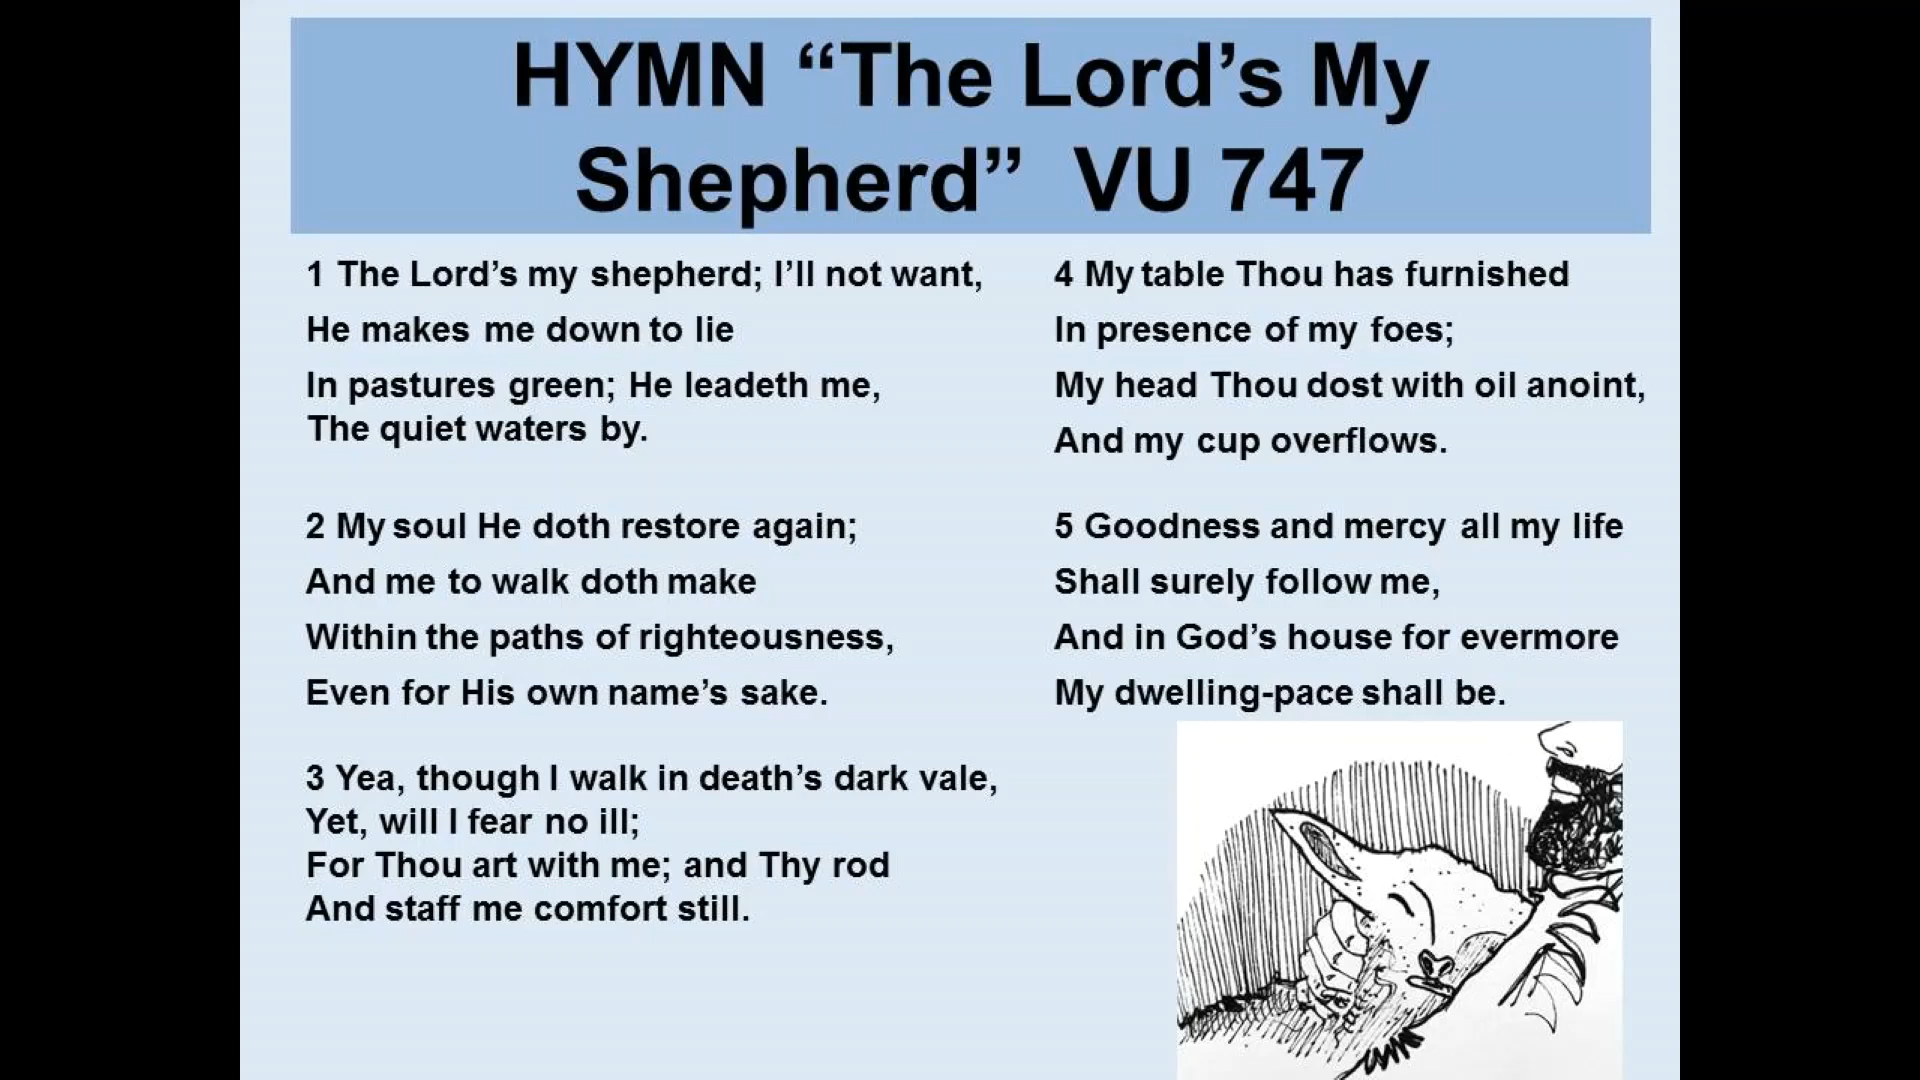 HYMN “The Lord’s My
Shepherd” VU 747
1 The Lord’s my shepherd; I’ll not want,
He makes me down to lie
In pastures green; He leadeth me,
The quiet waters by.
2 My soul He doth restore again;
And me to walk doth make
Within the paths of righteousness,
Even for His own name’s sake.
3 Yea, though I walk in death’s dark vale,
Yet, will I fear no ill;
For Thou art with me; and Thy rod
And staff me comfort still.
4 My table Thou has furnished
In presence of my foes;
My head Thou dost with oil anoint,
And my cup overflows.
5 Goodness and mercy all my life
Shall surely follow me,
And in God’s house for evermore
My dwelling-pace shall be.